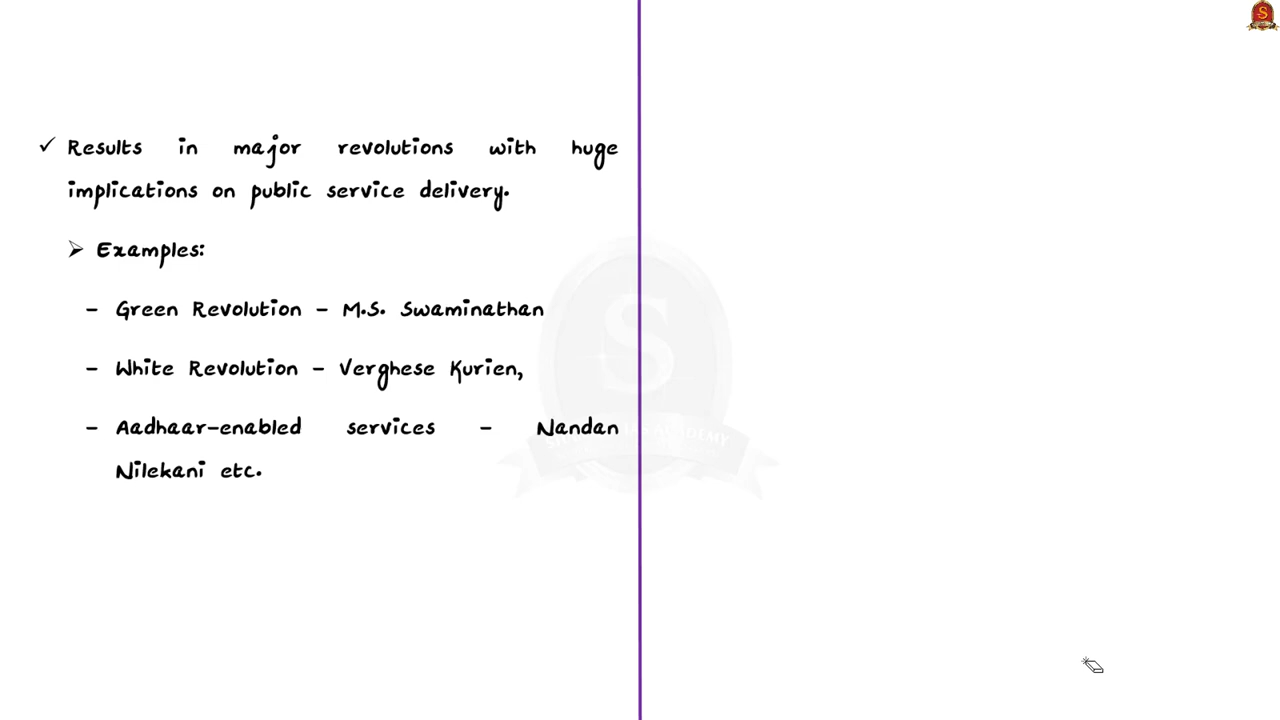 ✓ Results in major revolutions with huge
implications on public service delivery.
➢ Examples:
- Green Revolution - M.S. Swaminathan
- White Revolution - Verghese Kurien,
- Aadhaar-enabled services - Nandan
Nilekani etc.